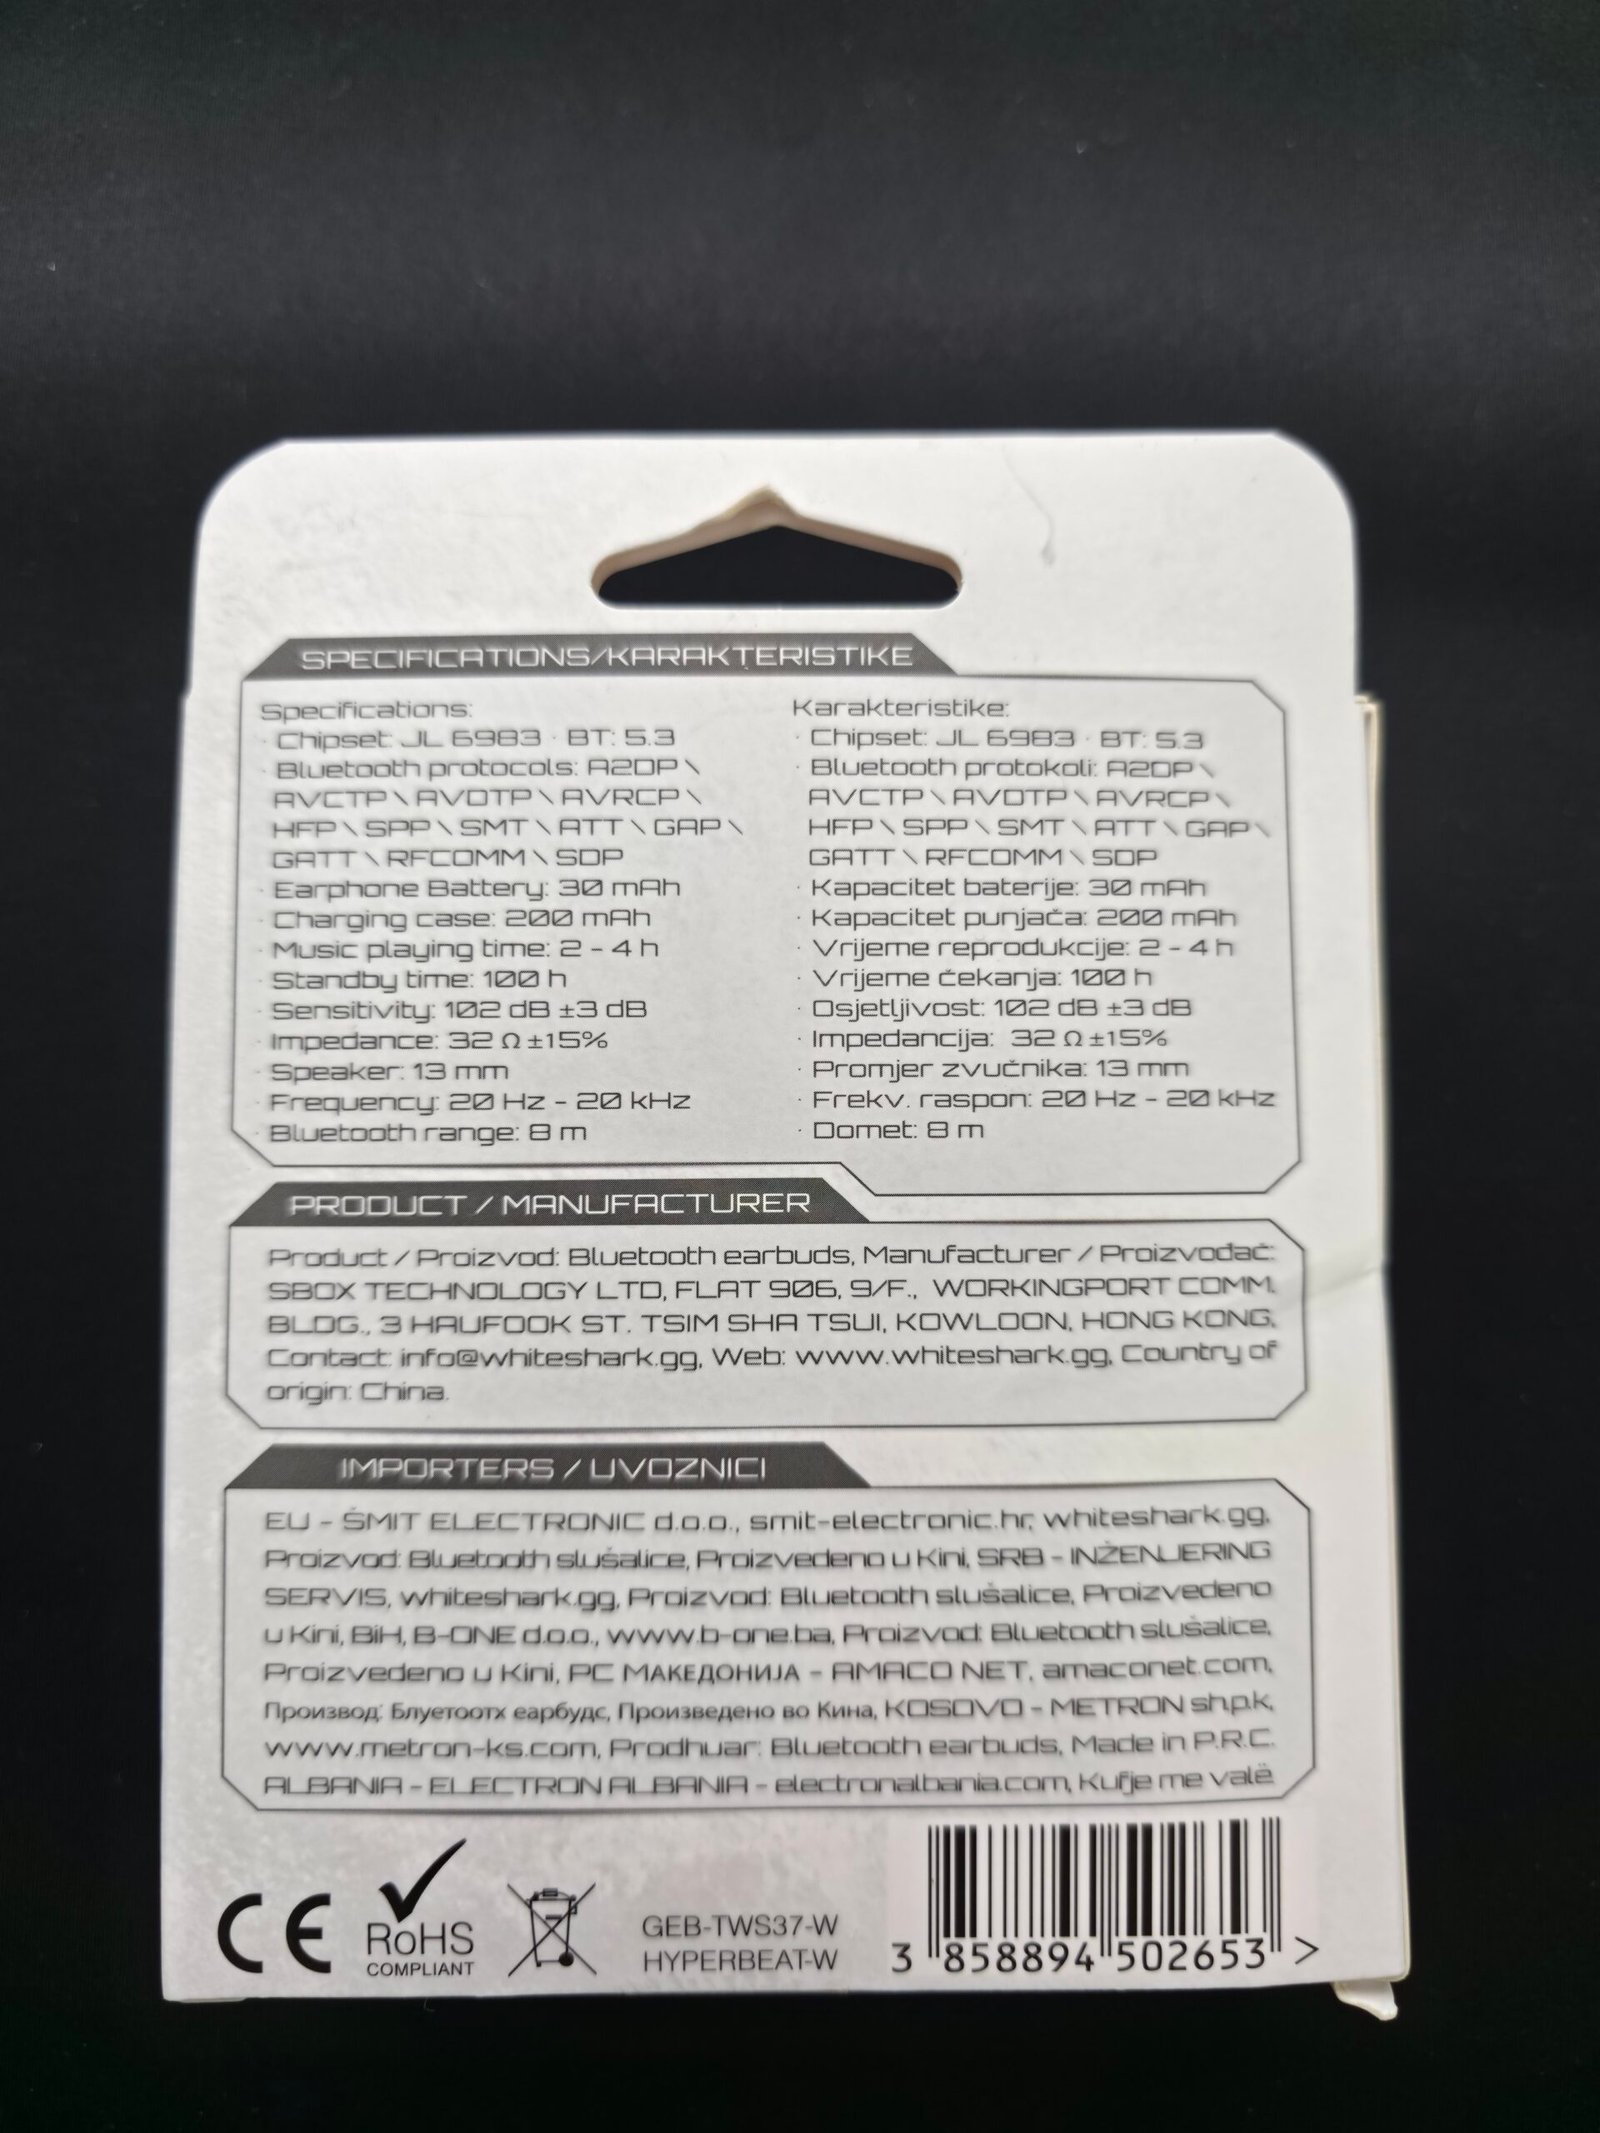 SPECIFICATIONS/KARAKTERISTIKE
Specifications:
· Chipset: JL 6983 · BT: 5.3
· Bluetooth protocols: A2DP \
AVCTP \ AVDTP \ AVRCP \
HFP \ SPP \ SMT \ ATT \ GAP \
GATT \ RFCOMM \ SDP
· Earphone Battery: 30 mAh
· Charging case: 200 mAh
· Music playing time: 2 - 4 h
· Standby time: 100 h
· Sensitivity: 102 dB ±3 dB
· Impedance: 32 Ω ±15%
· Speaker: 13 mm
· Frequency: 20 Hz - 20 kHz
· Bluetooth range: 8 m
Karakteristike:
· Chipset: JL 6983 · BT: 5.3
· Bluetooth protokoli: A2DP \
AVCTP \ AVDTP \ AVRCP \
HFP \ SPP \ SMT \ ATT \ GAP \
GATT \ RFCOMM \ SDP
· Kapacitet baterije: 30 mAh
· Kapacitet punjača: 200 mAh
· Vrijeme reprodukcije: 2 - 4 h
· Vrijeme čekanja: 100 h
· Osjetljivost: 102 dB ±3 dB
· Impedancija: 32 Ω ±15%
· Promjer zvučnika: 13 mm
· Frekv. raspon: 20 Hz - 20 kHz
· Domet: 8 m
PRODUCT / MANUFACTURER
Product / Proizvod: Bluetooth earbuds, Manufacturer / Proizvođač:
SBOX TECHNOLOGY LTD, FLAT 906, 9/F., WORKINGPORT COMM.
BLDG., 3 HAUFOOK ST. TSIM SHA TSUI, KOWLOON, HONG KONG,
Contact: info@whiteshark.gg, Web: www.whiteshark.gg, Country of
origin: China.
IMPORTERS / UVOZNICI
EU - ŠMIT ELECTRONIC d.o.o., smit-electronic.hr, whiteshark.gg,
Proizvod: Bluetooth slušalice, Proizvedeno u Kini, SRB - INŽENJERING
SERVIS, whiteshark.gg, Proizvod: Bluetooth slušalice, Proizvedeno
u Kini, BiH, B-ONE d.o.o., www.b-one.ba, Proizvod: Bluetooth slušalice,
Proizvedeno u Kini, РС МАКЕДОНИЈА - AMACO NET, amaconet.com,
Производ: Блуетоотх еарбудс, Произведено во Кина, KOSOVO - METRON sh.p.k,
www.metron-ks.com, Prodhuar: Bluetooth earbuds, Made in P.R.C.
ALBANIA - ELECTRON ALBANIA - electronalbania.com, Kufje me valë
CE
RoHS
COMPLIANT
GEB-TWS37-W
HYPERBEAT-W
3 858894 502653 >